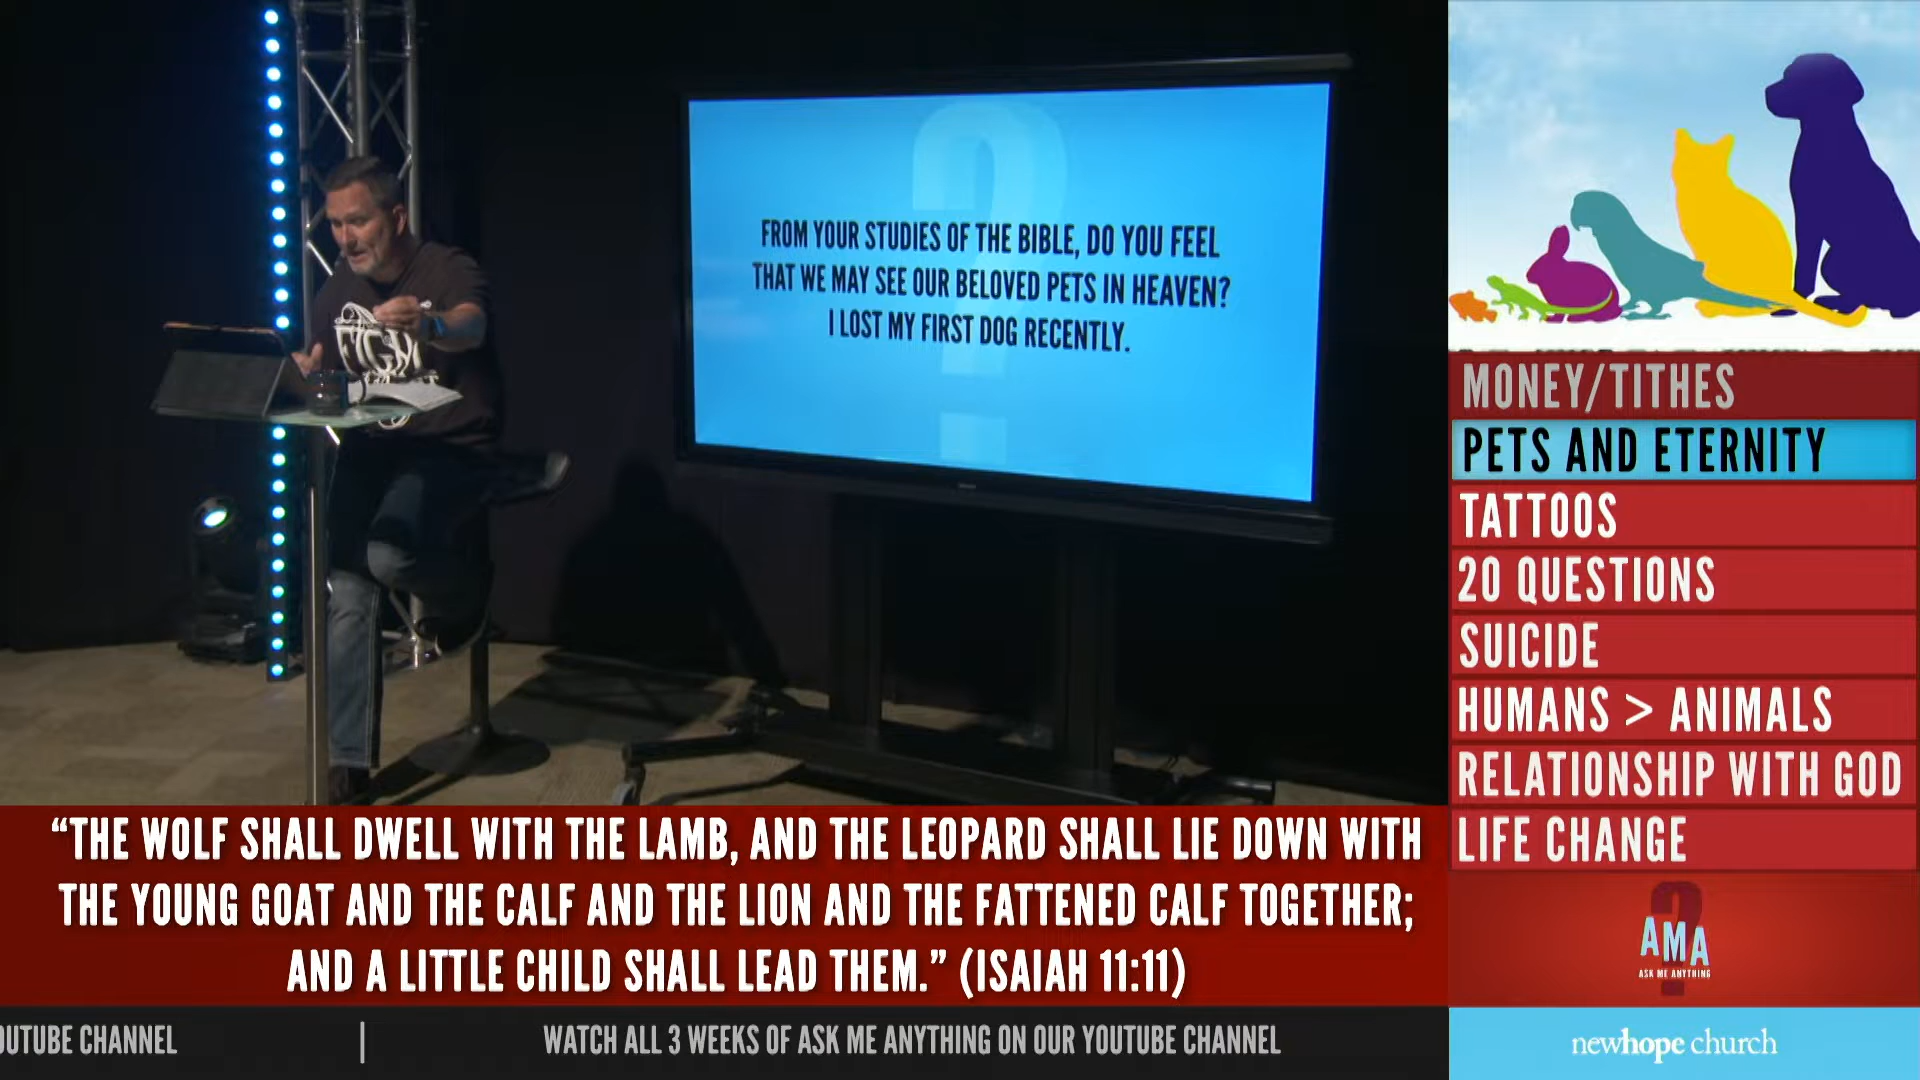 FROM YOUR STUDIES OF THE BIBLE, DO YOU FEEL
THAT WE MAY SEE OUR BELOVED PETS IN HEAVEN?
I LOST MY FIRST DOG RECENTLY.
MONEY/TITHES
PETS AND ETERNITY
TATTOOS
20 QUESTIONS
SUICIDE
HUMANS > ANIMALS
RELATIONSHIP WITH GOD
LIFE CHANGE
AMA
ASK ME ANYTHING
“THE WOLF SHALL DWELL WITH THE LAMB, AND THE LEOPARD SHALL LIE DOWN WITH
THE YOUNG GOAT AND THE CALF AND THE LION AND THE FATTENED CALF TOGETHER;
AND A LITTLE CHILD SHALL LEAD THEM.” (ISAIAH 11:11)
OUTUBE CHANNEL | WATCH ALL 3 WEEKS OF ASK ME ANYTHING ON OUR YOUTUBE CHANNEL
newhope church